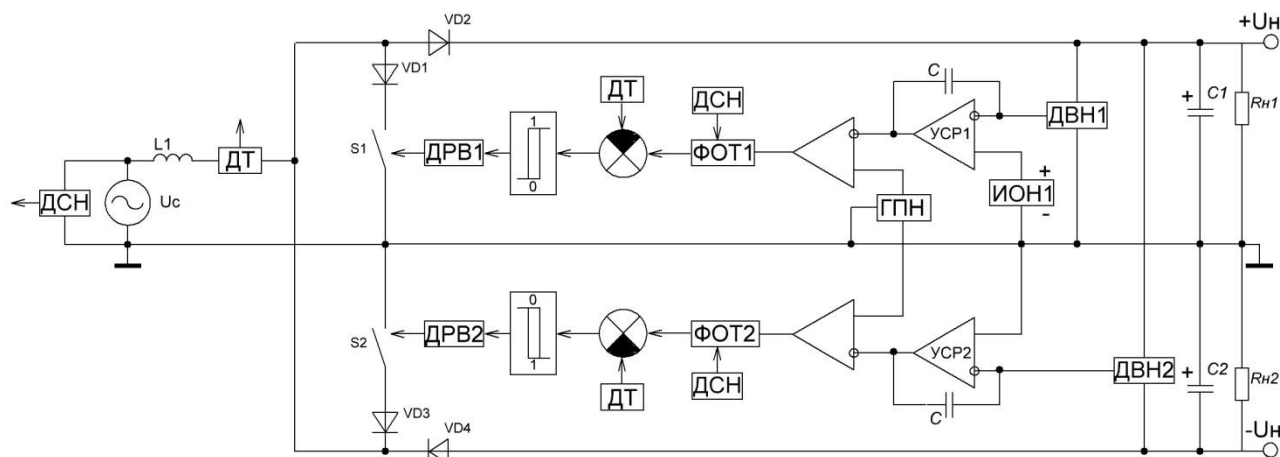 VD2
+Uн
VD1
ДТ
ДСН
C
УСР1
ДВН1
+
C1
Rн1
L1
ДТ
S1
ДРВ1
1
0
ФОТ1
+
ИОН1
-
ДСН
Uc
ГПН
S2
ДРВ2
0
1
ФОТ2
УСР2
ДТ
ДСН
C
ДВН2
+
C2
Rн2
VD3
VD4
-Uн